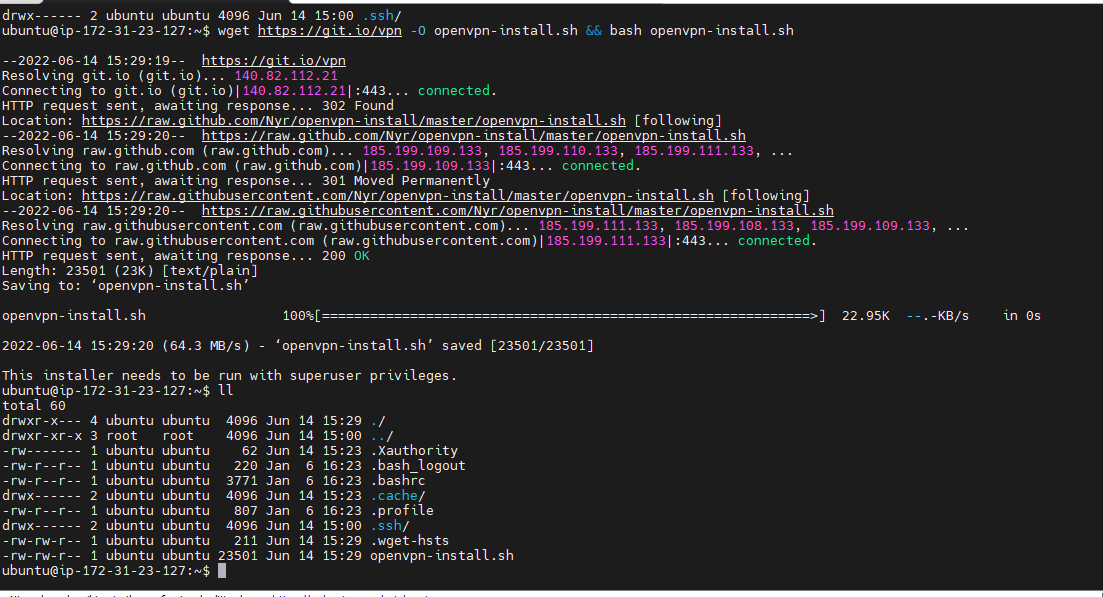 drwx------ 2 ubuntu ubuntu 4096 Jun 14 15:00 .ssh/
ubuntu@ip-172-31-23-127:~$ wget https://git.io/vpn -O openvpn-install.sh && bash openvpn-install.sh
--2022-06-14 15:29:19--  https://git.io/vpn
Resolving git.io (git.io)... 140.82.112.21
Connecting to git.io (git.io)|140.82.112.21|:443... connected.
HTTP request sent, awaiting response... 302 Found
Location: https://raw.github.com/Nyr/openvpn-install/master/openvpn-install.sh [following]
--2022-06-14 15:29:20--  https://raw.github.com/Nyr/openvpn-install/master/openvpn-install.sh
Resolving raw.github.com (raw.github.com)... 185.199.109.133, 185.199.110.133, 185.199.111.133, ...
Connecting to raw.github.com (raw.github.com)|185.199.109.133|:443... connected.
HTTP request sent, awaiting response... 301 Moved Permanently
Location: https://raw.githubusercontent.com/Nyr/openvpn-install/master/openvpn-install.sh [following]
--2022-06-14 15:29:20--  https://raw.githubusercontent.com/Nyr/openvpn-install/master/openvpn-install.sh
Resolving raw.githubusercontent.com (raw.githubusercontent.com)... 185.199.111.133, 185.199.108.133, 185.199.109.133, ...
Connecting to raw.githubusercontent.com (raw.githubusercontent.com)|185.199.111.133|:443... connected.
HTTP request sent, awaiting response... 200 OK
Length: 23501 (23K) [text/plain]
Saving to: ‘openvpn-install.sh’
openvpn-install.sh                 100%[=============================================================>]  22.95K  --.-KB/s    in 0s
2022-06-14 15:29:20 (64.3 MB/s) - ‘openvpn-install.sh’ saved [23501/23501]
This installer needs to be run with superuser privileges.
ubuntu@ip-172-31-23-127:~$ ll
total 60
drwxr-x--- 4 ubuntu ubuntu  4096 Jun 14 15:29 ./
drwxr-xr-x 3 root   root    4096 Jun 14 15:00 ../
-rw------- 1 ubuntu ubuntu    62 Jun 14 15:23 .Xauthority
-rw-r--r-- 1 ubuntu ubuntu   220 Jan  6 16:23 .bash_logout
-rw-r--r-- 1 ubuntu ubuntu  3771 Jan  6 16:23 .bashrc
drwx------ 2 ubuntu ubuntu  4096 Jun 14 15:23 .cache/
-rw-r--r-- 1 ubuntu ubuntu   807 Jan  6 16:23 .profile
drwx------ 2 ubuntu ubuntu  4096 Jun 14 15:00 .ssh/
-rw-rw-r-- 1 ubuntu ubuntu   211 Jun 14 15:29 .wget-hsts
-rw-rw-r-- 1 ubuntu ubuntu 23501 Jun 14 15:29 openvpn-install.sh
ubuntu@ip-172-31-23-127:~$